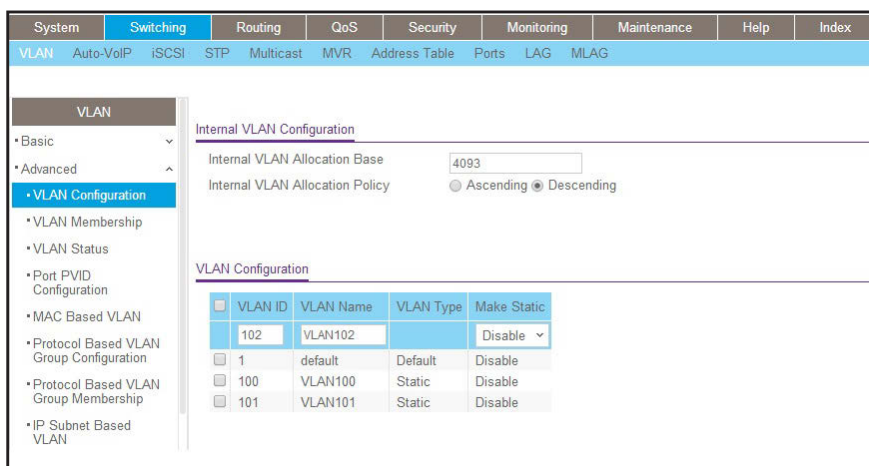 System Switching Routing QoS Security Monitoring Maintenance Help Index
VLAN Auto-VoIP iSCSI STP Multicast MVR Address Table Ports LAG MLAG
VLAN
Basic
Advanced
VLAN Configuration
VLAN Membership
VLAN Status
Port PVID
Configuration
MAC Based VLAN
Protocol Based VLAN
Group Configuration
Protocol Based VLAN
Group Membership
IP Subnet Based
VLAN
Internal VLAN Configuration
Internal VLAN Allocation Base 4093
Internal VLAN Allocation Policy Ascending Descending
VLAN Configuration
VLAN ID VLAN Name VLAN Type Make Static
102 VLAN102 Disable
1 default Default Disable
100 VLAN100 Static Disable
101 VLAN101 Static Disable